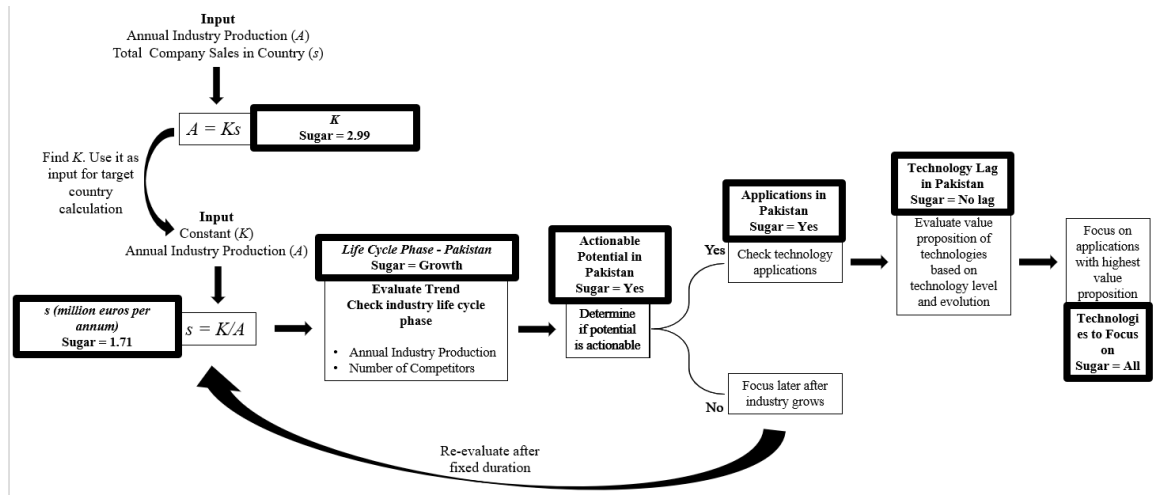 Input
Annual Industry Production (A)
Total Company Sales in Country (s)
A = Ks
K
Sugar = 2.99
Find K. Use it as
input for target
country
calculation
Input
Constant (K)
Annual Industry Production (A)
s (million euros per
annum)
Sugar = 1.71
s = K/A
Life Cycle Phase - Pakistan
Sugar = Growth
Evaluate Trend
Check industry life cycle
phase
• Annual Industry Production
• Number of Competitors
Actionable
Potential in
Pakistan
Sugar = Yes
Determine
if potential
is actionable
Yes
Applications in
Pakistan
Sugar = Yes
Check technology
applications
No
Focus later after
industry grows
Re-evaluate after
fixed duration
Technology Lag
in Pakistan
Sugar = No lag
Evaluate value
proposition of
technologies
based on
technology level
and evolution
Focus on
applications
with highest
value
proposition
Technologi
es to Focus
on
Sugar = All